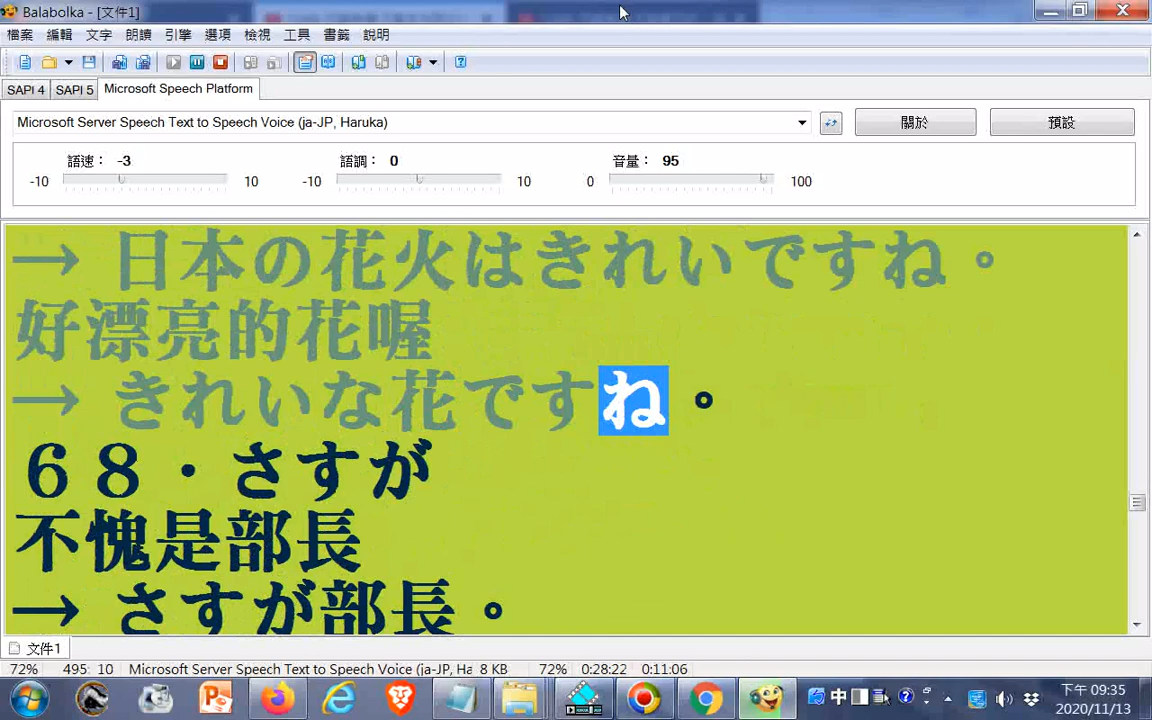 Balabolka - [文件1]
檔案 編輯 文字 朗讀 引擎 選項 檢視 工具 書籤 說明
SAPI 4 SAPI 5 Microsoft Speech Platform
Microsoft Server Speech Text to Speech Voice (ja-JP, Haruka) 關於 預設
語速： -3 語調： 0 音量： 95
-10 10 -10 10 0 100
→ 日本の花火はきれいですね。
好漂亮的花喔
→ きれいな花ですね。
６８・さすが
不愧是部長
→ さすが部長。
文件1
72% 495: 10 Microsoft Server Speech Text to Speech Voice (ja-JP, Ha 8 KB 72% 0:28:22 0:11:06
中 下午 09:35
2020/11/13